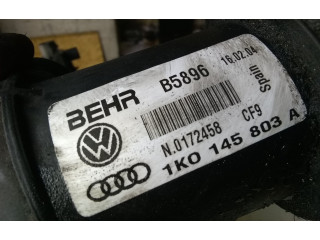 BEHR B5896 16.02.04
Spain
N.0172458 CF9
1K0 145 803 A